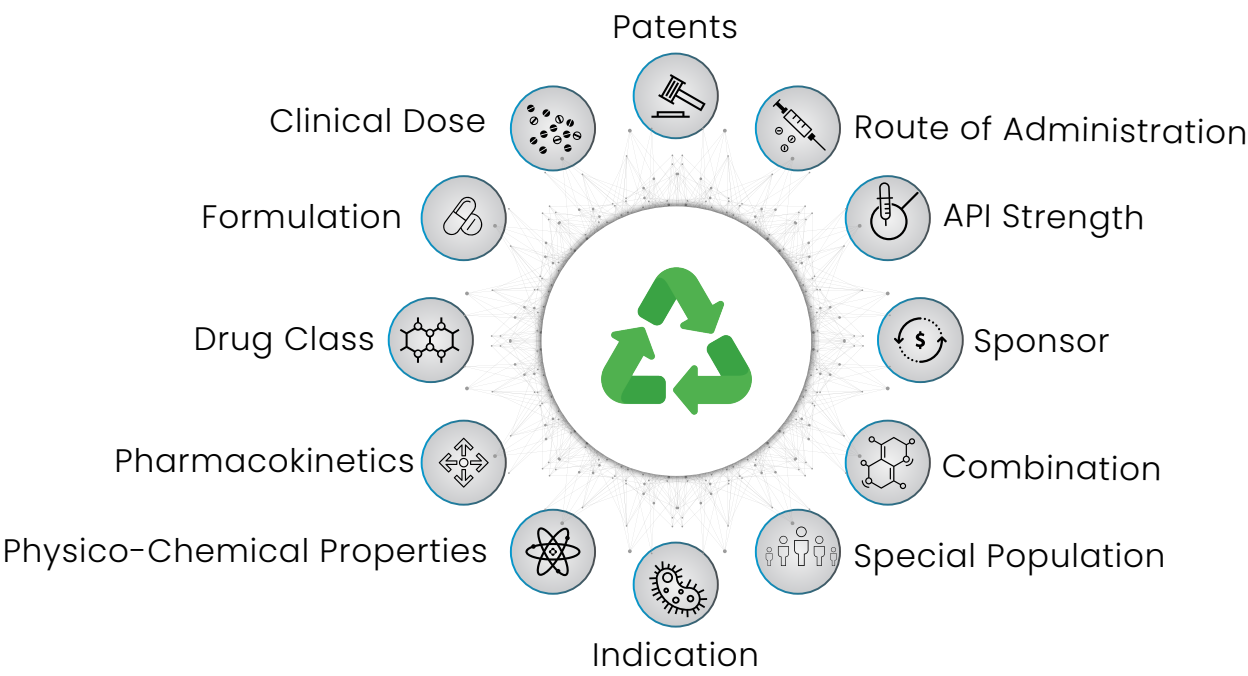 Patents
Clinical Dose
Route of Administration
Formulation
API Strength
Drug Class
$
Sponsor
Pharmacokinetics
Combination
Physico-Chemical Properties
Special Population
Indication